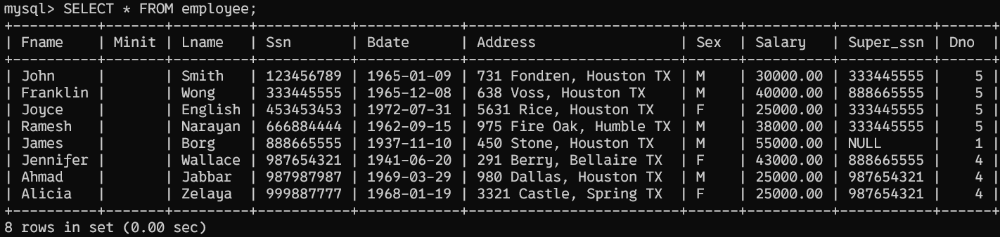 mysql> SELECT * FROM employee;
+----------+-------+---------+-----------+------------+--------------------------+------+----------+-----------+------+
| Fname    | Minit | Lname   | Ssn       | Bdate      | Address                  | Sex  | Salary   | Super_ssn | Dno  |
+----------+-------+---------+-----------+------------+--------------------------+------+----------+-----------+------+
| John     |       | Smith   | 123456789 | 1965-01-09 | 731 Fondren, Houston TX | M    | 30000.00 | 333445555 |    5 |
| Franklin |       | Wong    | 333445555 | 1965-12-08 | 638 Voss, Houston TX    | M    | 40000.00 | 888665555 |    5 |
| Joyce    |       | English | 453453453 | 1972-07-31 | 5631 Rice, Houston TX   | F    | 25000.00 | 333445555 |    5 |
| Ramesh   |       | Narayan | 666884444 | 1962-09-15 | 975 Fire Oak, Humble TX | M    | 38000.00 | 333445555 |    5 |
| James    |       | Borg    | 888665555 | 1937-11-10 | 450 Stone, Houston TX   | M    | 55000.00 | NULL      |    1 |
| Jennifer |       | Wallace | 987654321 | 1941-06-20 | 291 Berry, Bellaire TX  | F    | 43000.00 | 888665555 |    4 |
| Ahmad    |       | Jabbar  | 987987987 | 1969-03-29 | 980 Dallas, Houston TX  | M    | 25000.00 | 987654321 |    4 |
| Alicia   |       | Zelaya  | 999887777 | 1968-01-19 | 3321 Castle, Spring TX  | F    | 25000.00 | 987654321 |    4 |
+----------+-------+---------+-----------+------------+--------------------------+------+----------+-----------+------+
8 rows in set (0.00 sec)